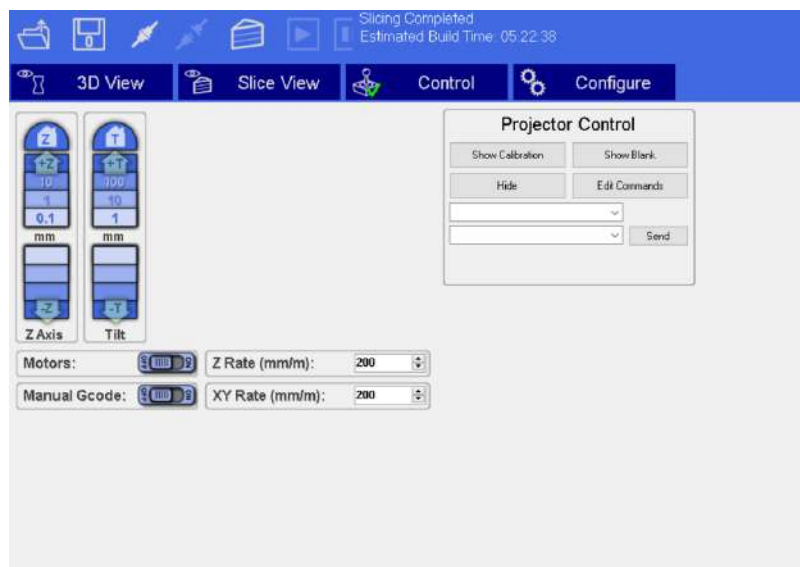 Slicing Completed
Estimated Build Time: 05:22:38
3D View
Slice View
Control
Configure
Z
T
+Z
+T
10
100
1
10
0.1
1
mm
mm
-Z
-T
Z Axis
Tilt
Projector Control
Show Calibration
Show Blank
Hide
Edit Commands
Send
Motors:
Z Rate (mm/m):
200
Manual Gcode:
XY Rate (mm/m):
200